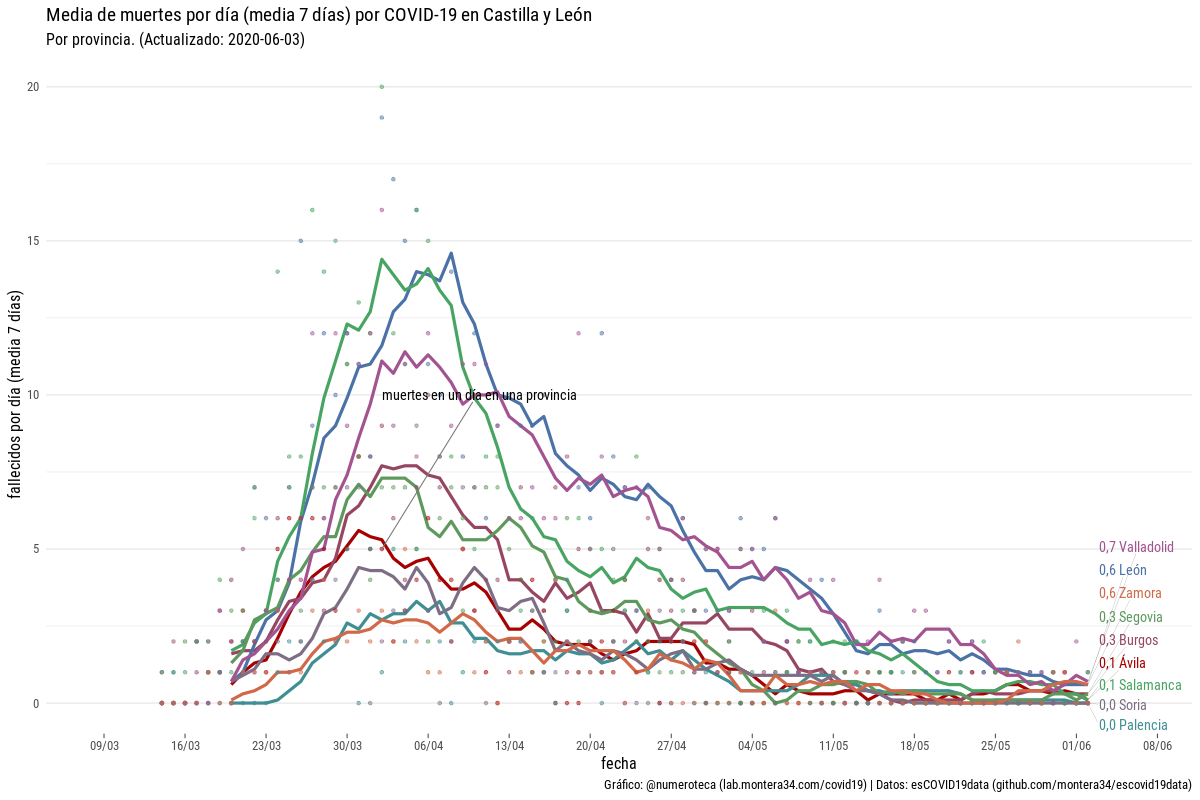 Media de muertes por día (media 7 días) por COVID-19 en Castilla y León
Por provincia. (Actualizado: 2020-06-03)
20
15
10
5
0
fallecidos por día (media 7 días)
muertes en un día en una provincia
0,7 Valladolid
0,6 León
0,6 Zamora
0,3 Segovia
0,3 Burgos
0,1 Ávila
0,1 Salamanca
0,0 Soria
0,0 Palencia
09/03 16/03 23/03 30/03 06/04 13/04 20/04 27/04 04/05 11/05 18/05 25/05 01/06 08/06
fecha
Gráfico: @numeroteca (lab.montera34.com/covid19) | Datos: esCOVID19data (github.com/montera34/escovid19data)